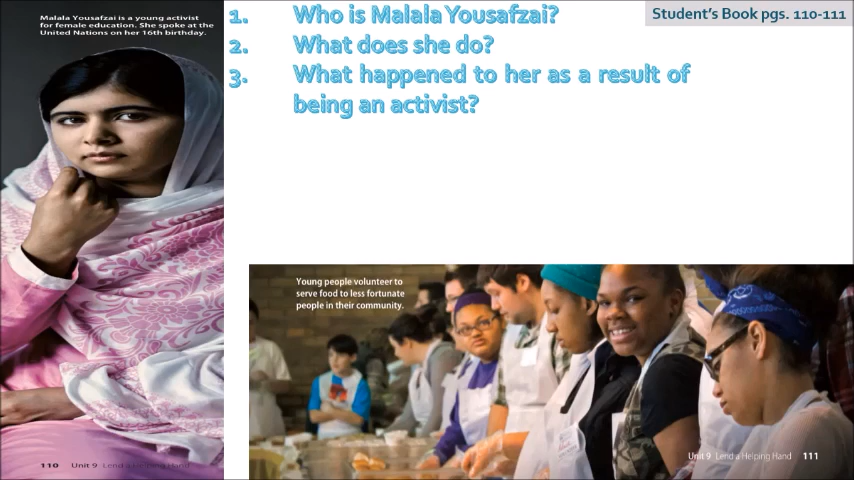 Malala Yousafzai is a young activist
for female education. She spoke at the
United Nations on her 16th birthday.
1. Who is Malala Yousafzai?
2. What does she do?
3. What happened to her as a result of
being an activist?
Student's Book pgs. 110-111
Young people volunteer to
serve food to less fortunate
people in their community.
110 Unit 9 Lend a Helping Hand
Unit 9 Lend a Helping Hand 111